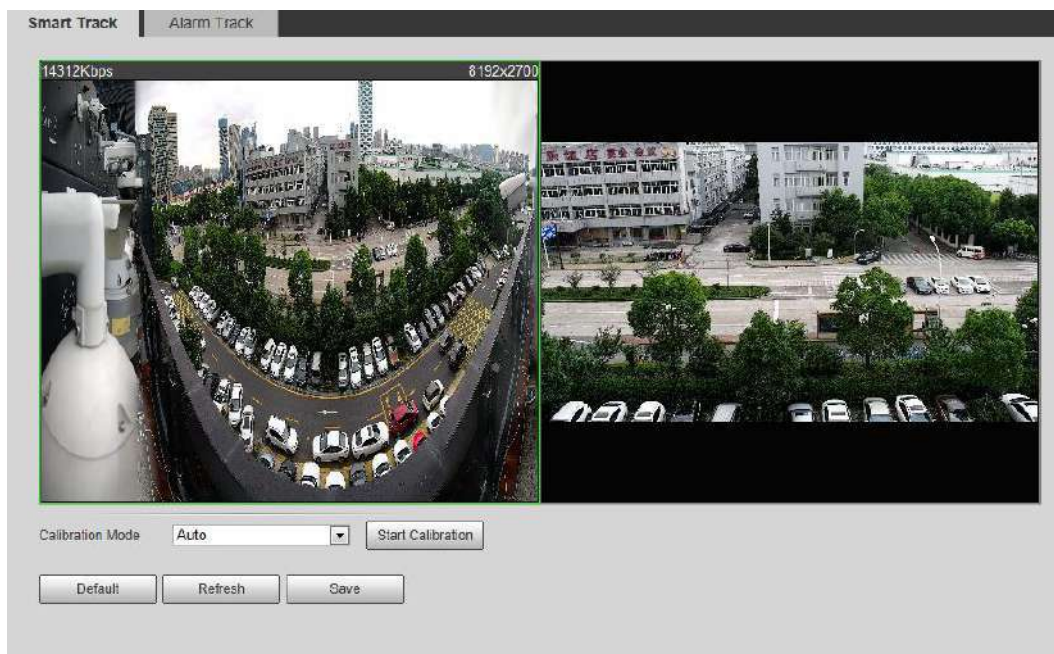 Smart Track Alarm Track
14312Kbps 8192x2700
Calibration Mode Auto Start Calibration
Default Refresh Save